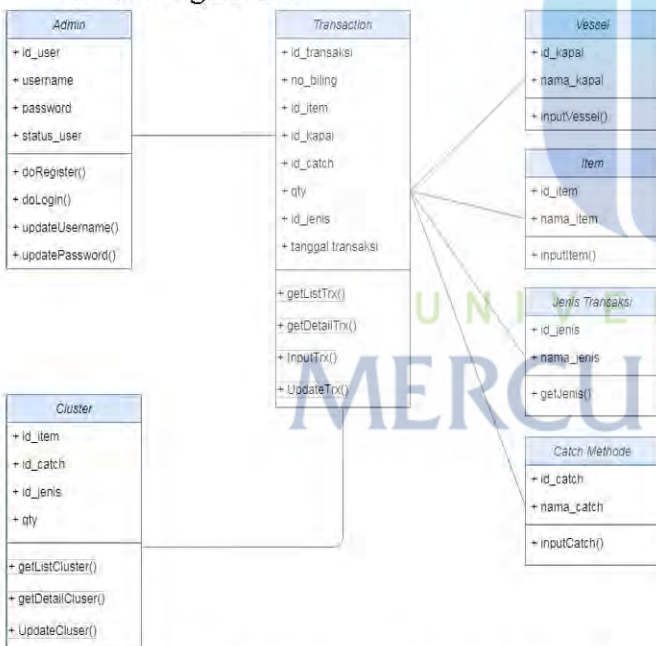 Admin
+ id_user
+ username
+ password
+ status_user
+ doRegister()
+ doLogin()
+ updateUsername()
+ updatePassword()
Transaction
+ id_transaksi
+ no_biling
+ id_item
+ id_kapal
+ id_catch
+ qty
+ id_jenis
+ tanggal transaksi
+ getListTrx()
+ getDetailTrx()
+ InputTrx()
+ UpdateTrx()
Vessel
+ id_kapal
+ nama_kapal
+ inputVessel()
Item
+ id_item
+ nama_item
+ inputItem()
Jenis Transaksi
+ id_jenis
+ nama_jenis
+ getJenis()
Catch Methode
+ id_catch
+ nama_catch
+ inputCatch()
Cluster
+ id_item
+ id_catch
+ id_jenis
+ qty
+ getListCluster()
+ getDetailCluser()
+ UpdateCluser()
UNIVE
MERCU